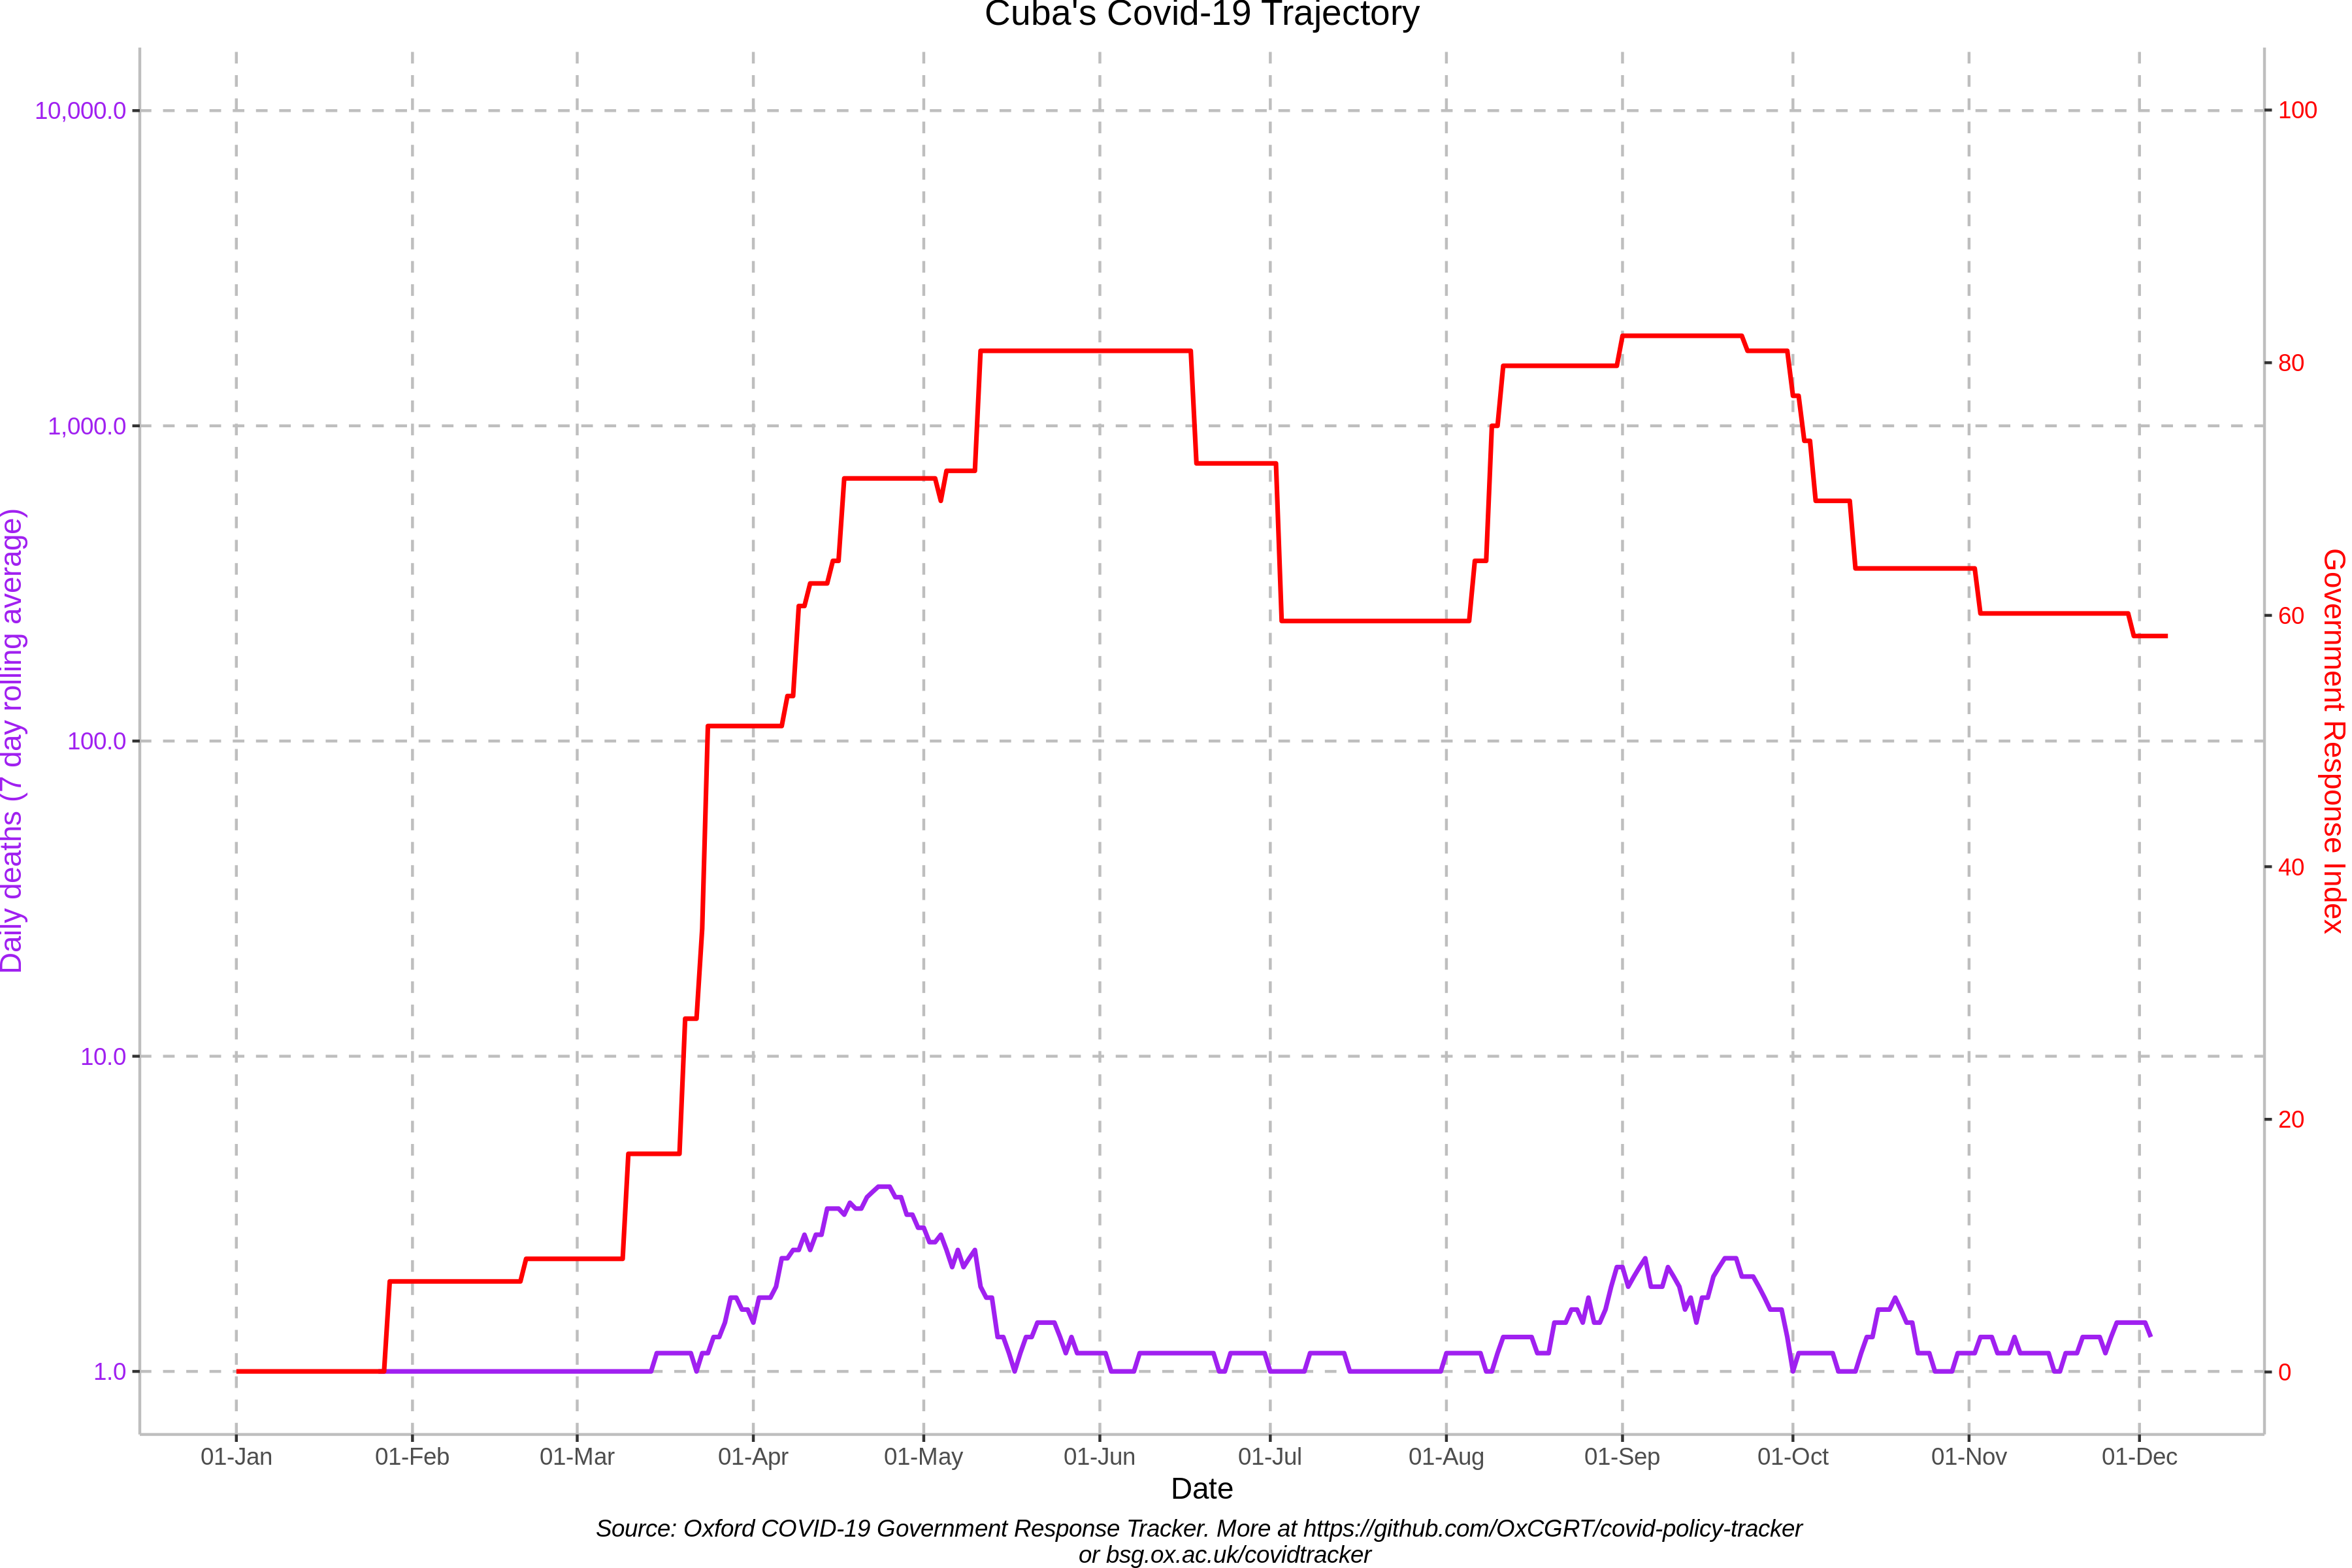 Cuba's Covid-19 Trajectory
10,000.0
1,000.0
100.0
10.0
1.0
Daily deaths (7 day rolling average)
100
80
60
40
20
0
Government Response Index
01-Jan
01-Feb
01-Mar
01-Apr
01-May
01-Jun
01-Jul
01-Aug
01-Sep
01-Oct
01-Nov
01-Dec
Date
Source: Oxford COVID-19 Government Response Tracker. More at https://github.com/OxCGRT/covid-policy-tracker
or bsg.ox.ac.uk/covidtracker